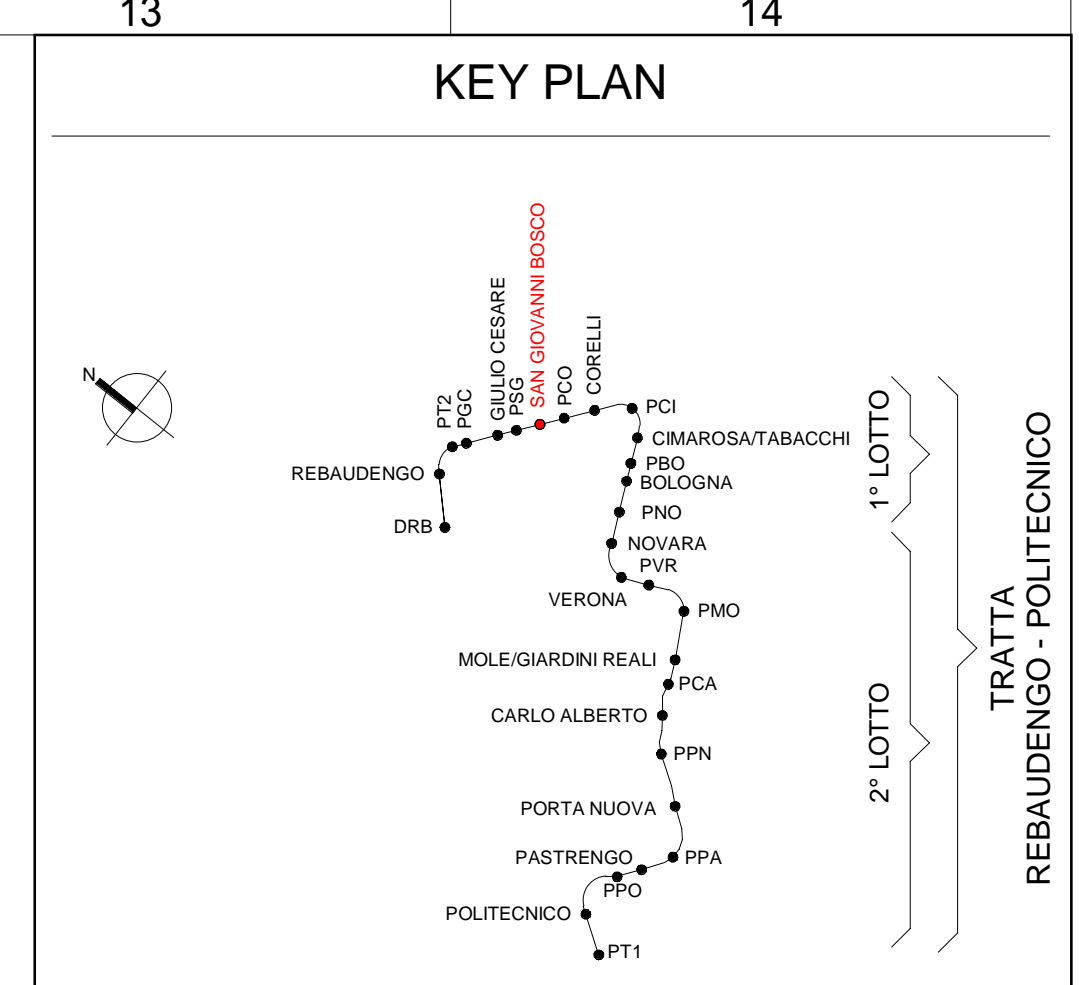 13
14
KEY PLAN
N
DRB
REBAUDENGO
PT2
PGC
GIULIO CESARE
PSG
SAN GIOVANNI BOSCO
PCO
CORELLI
PCI
CIMAROSA/TABACCHI
PBO
BOLOGNA
PNO
NOVARA
PVR
VERONA
PMO
MOLE/GIARDINI REALI
PCA
CARLO ALBERTO
PPN
PORTA NUOVA
PASTRENGO
PPA
PPO
POLITECNICO
PT1
1° LOTTO
2° LOTTO
TRATTA
REBAUDENGO - POLITECNICO